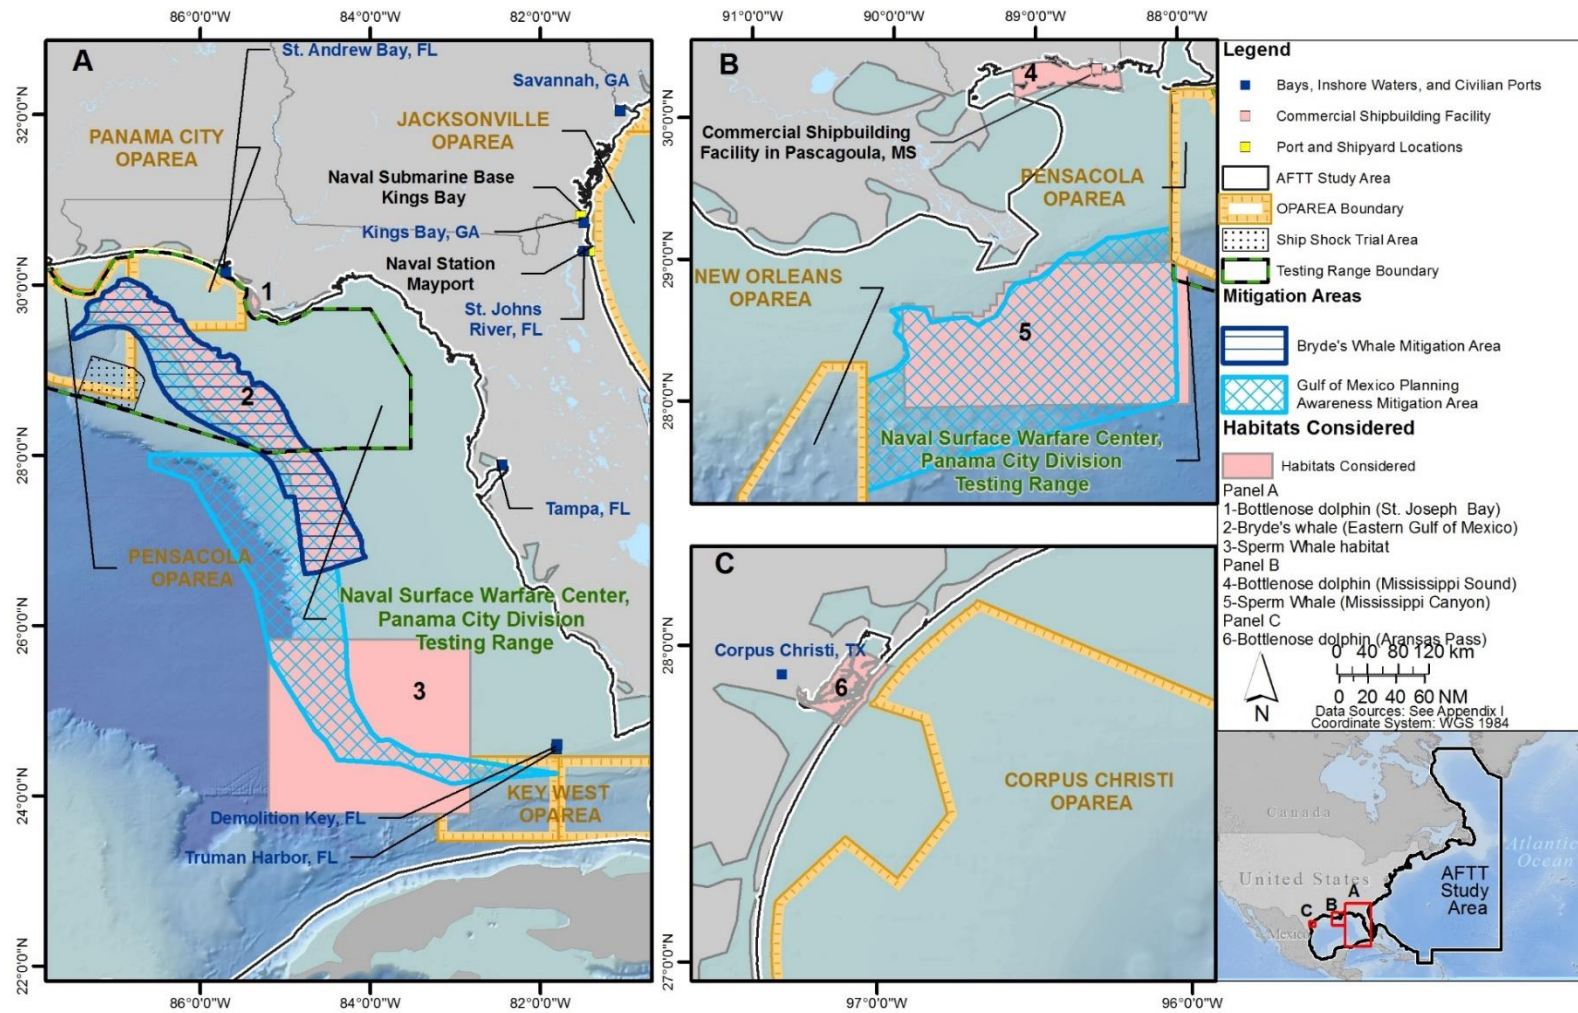 86°0'0"W
84°0'0"W
82°0'0"W
A
St. Andrew Bay, FL
Savannah, GA
PANAMA CITY
OPAREA
JACKSONVILLE
OPAREA
Naval Submarine Base
Kings Bay
Kings Bay, GA
Naval Station
Mayport
St. Johns
River, FL
1
2
Tampa, FL
PENSACOLA
OPAREA
Naval Surface Warfare Center,
Panama City Division
Testing Range
3
KEY WEST
OPAREA
Demolition Key, FL
Truman Harbor, FL
32°0'0"N
30°0'0"N
28°0'0"N
26°0'0"N
24°0'0"N
22°0'0"N
86°0'0"W
84°0'0"W
82°0'0"W
91°0'0"W
90°0'0"W
89°0'0"W
88°0'0"W
B
4
Commercial Shipbuilding
Facility in Pascagoula, MS
PENSACOLA
OPAREA
NEW ORLEANS
OPAREA
5
Naval Surface Warfare Center,
Panama City Division
Testing Range
30°0'0"N
29°0'0"N
28°0'0"N
C
Corpus Christi, TX
6
CORPUS CHRISTI
OPAREA
28°0'0"N
27°0'0"N
97°0'0"W
96°0'0"W
Legend
Bays, Inshore Waters, and Civilian Ports
Commercial Shipbuilding Facility
Port and Shipyard Locations
AFTT Study Area
OPAREA Boundary
Ship Shock Trial Area
Testing Range Boundary
Mitigation Areas
Bryde's Whale Mitigation Area
Gulf of Mexico Planning
Awareness Mitigation Area
Habitats Considered
Habitats Considered
Panel A
1-Bottlenose dolphin (St. Joseph Bay)
2-Bryde's whale (Eastern Gulf of Mexico)
3-Sperm Whale habitat
Panel B
4-Bottlenose dolphin (Mississippi Sound)
5-Sperm Whale (Mississippi Canyon)
Panel C
6-Bottlenose dolphin (Aransas Pass)
0 40 80 120 km
0 20 40 60 NM
N
Data Sources: See Appendix I
Coordinate System: WGS 1984
Canada
United States
Mexico
Atlantic
Ocean
AFTT
Study
Area
A
B
C